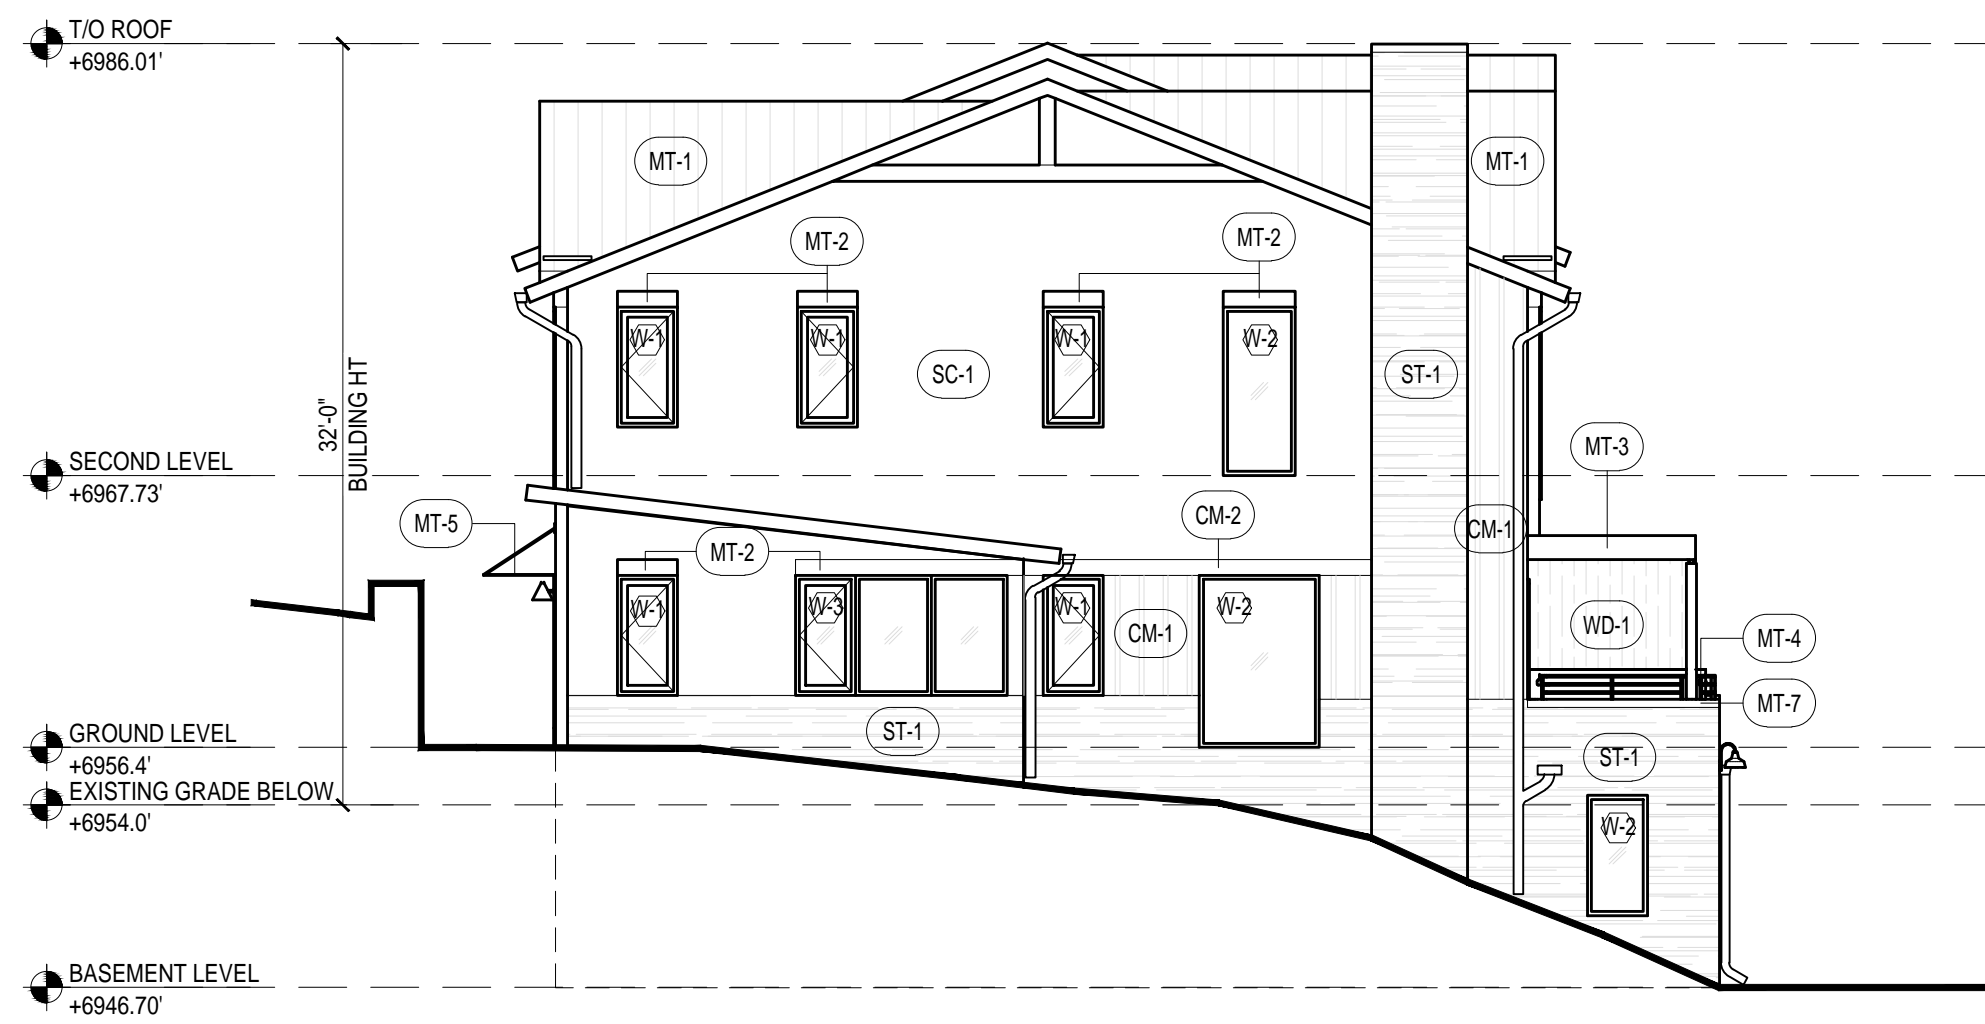 T/O ROOF
+6986.01'
MT-1
MT-1
MT-2
MT-2
W-1
W-1
W-1
W-2
SC-1
ST-1
32'-0"
BUILDING HT
MT-3
SECOND LEVEL
+6967.73'
MT-5
CM-2
CM-1
MT-2
W-1
W-3
W-1
W-2
CM-1
WD-1
MT-4
MT-7
ST-1
GROUND LEVEL
+6956.4'
ST-1
EXISTING GRADE BELOW
+6954.0'
W-2
BASEMENT LEVEL
+6946.70'